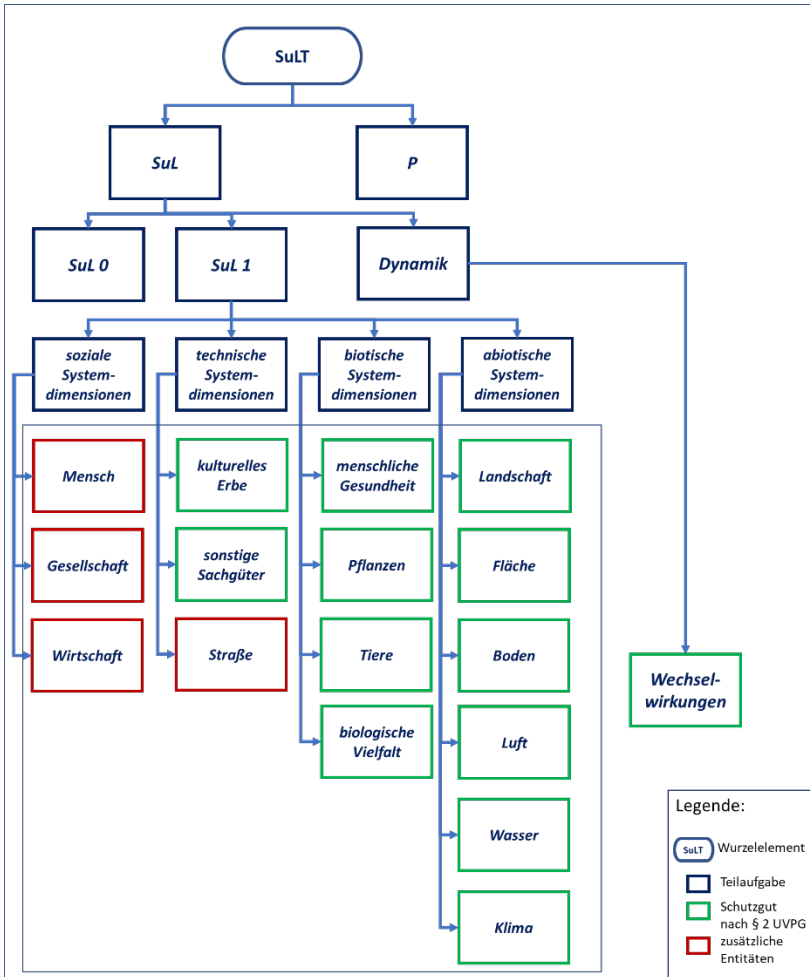 SuLT
SuL
P
SuL 0
SuL 1
Dynamik
soziale
System-
dimensionen
technische
System-
dimensionen
biotische
System-
dimensionen
abiotische
System-
dimensionen
Mensch
kulturelles
Erbe
menschliche
Gesundheit
Landschaft
Gesellschaft
sonstige
Sachgüter
Pflanzen
Fläche
Wirtschaft
Straße
Tiere
Boden
Wechsel-
wirkungen
biologische
Vielfalt
Luft
Wasser
Klima
Legende:
SuLT Wurzelelement
Teilaufgabe
Schutzgut
nach § 2 UVPG
zusätzliche
Entitäten